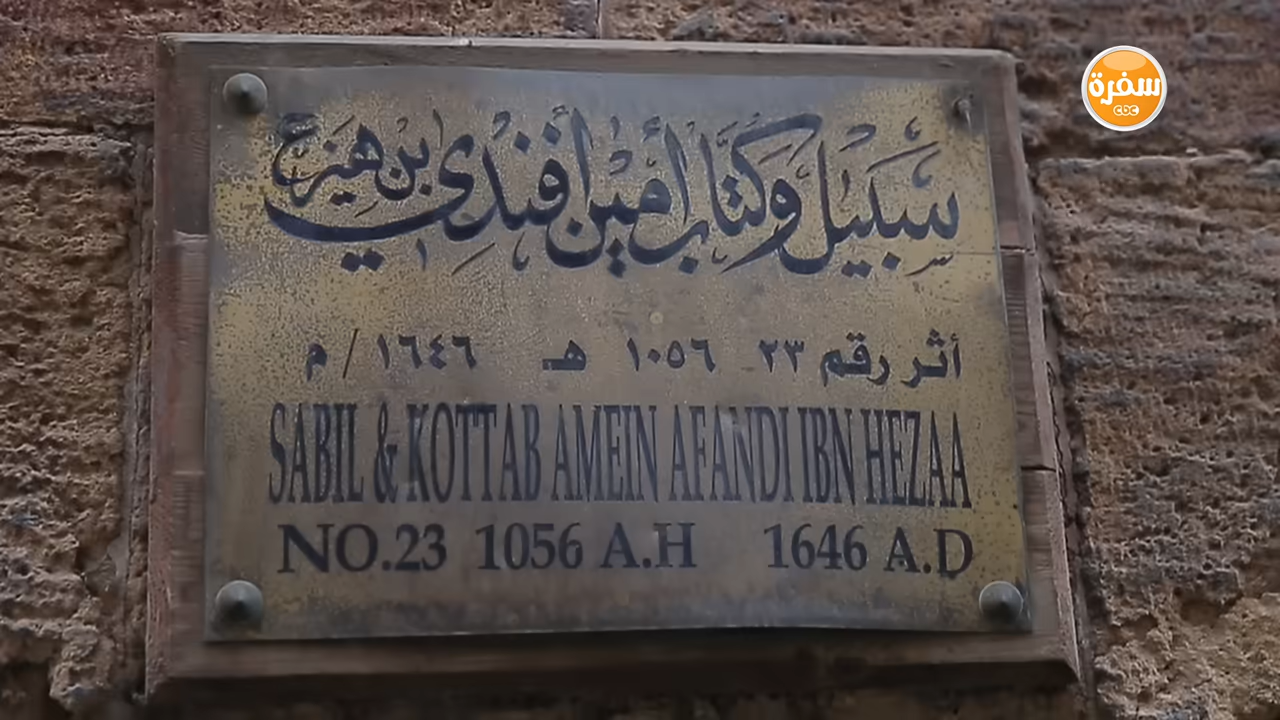 سبيل وكتاب أمين أفندي بن هيزع
أثر رقم ٢٣ ١٠٥٦ هـ ١٦٤٦ / م
SABIL & KOTTAB AMEIN AFANDI IBN HEZAA
NO.23 1056 A.H 1646 A.D
سفرة
cbc